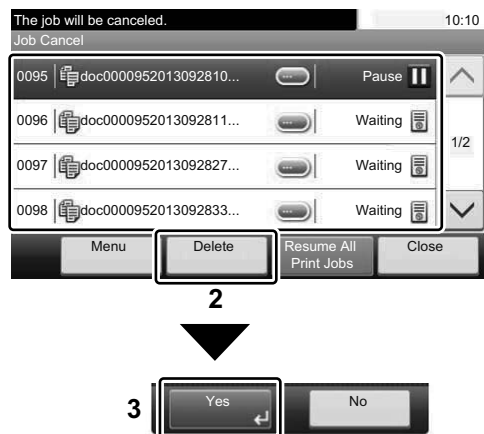 The job will be canceled. 10:10
Job Cancel
0095 doc0000952013092810... Pause
0096 doc0000952013092811... Waiting
1/2
0097 doc0000952013092827... Waiting
0098 doc0000952013092833... Waiting
Menu Delete Resume All Print Jobs Close
2
3 Yes No